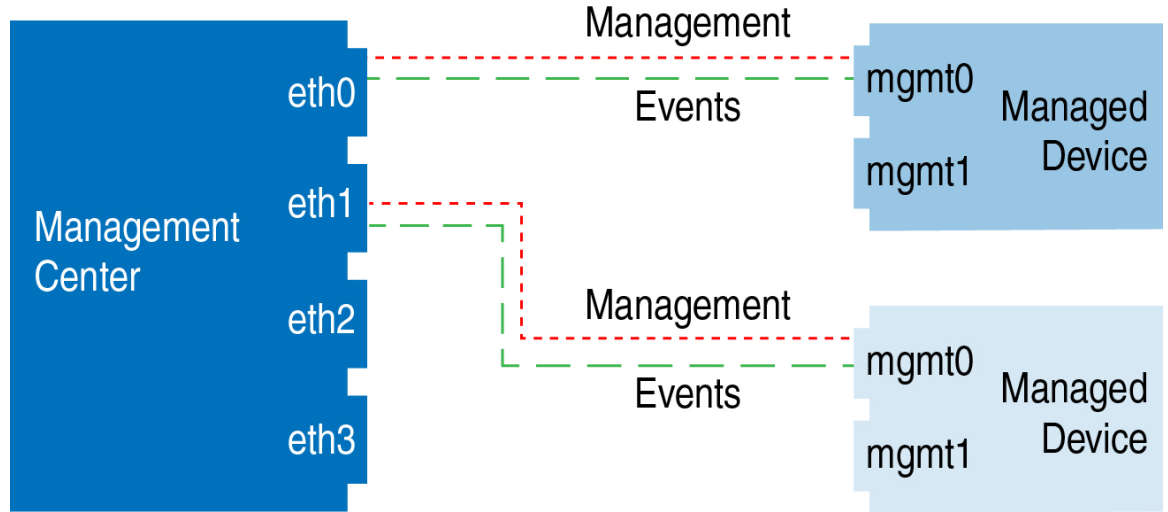 Management
Center
eth0
eth1
eth2
eth3
Management
Events
mgmt0
mgmt1
Managed
Device
Management
Events
mgmt0
mgmt1
Managed
Device